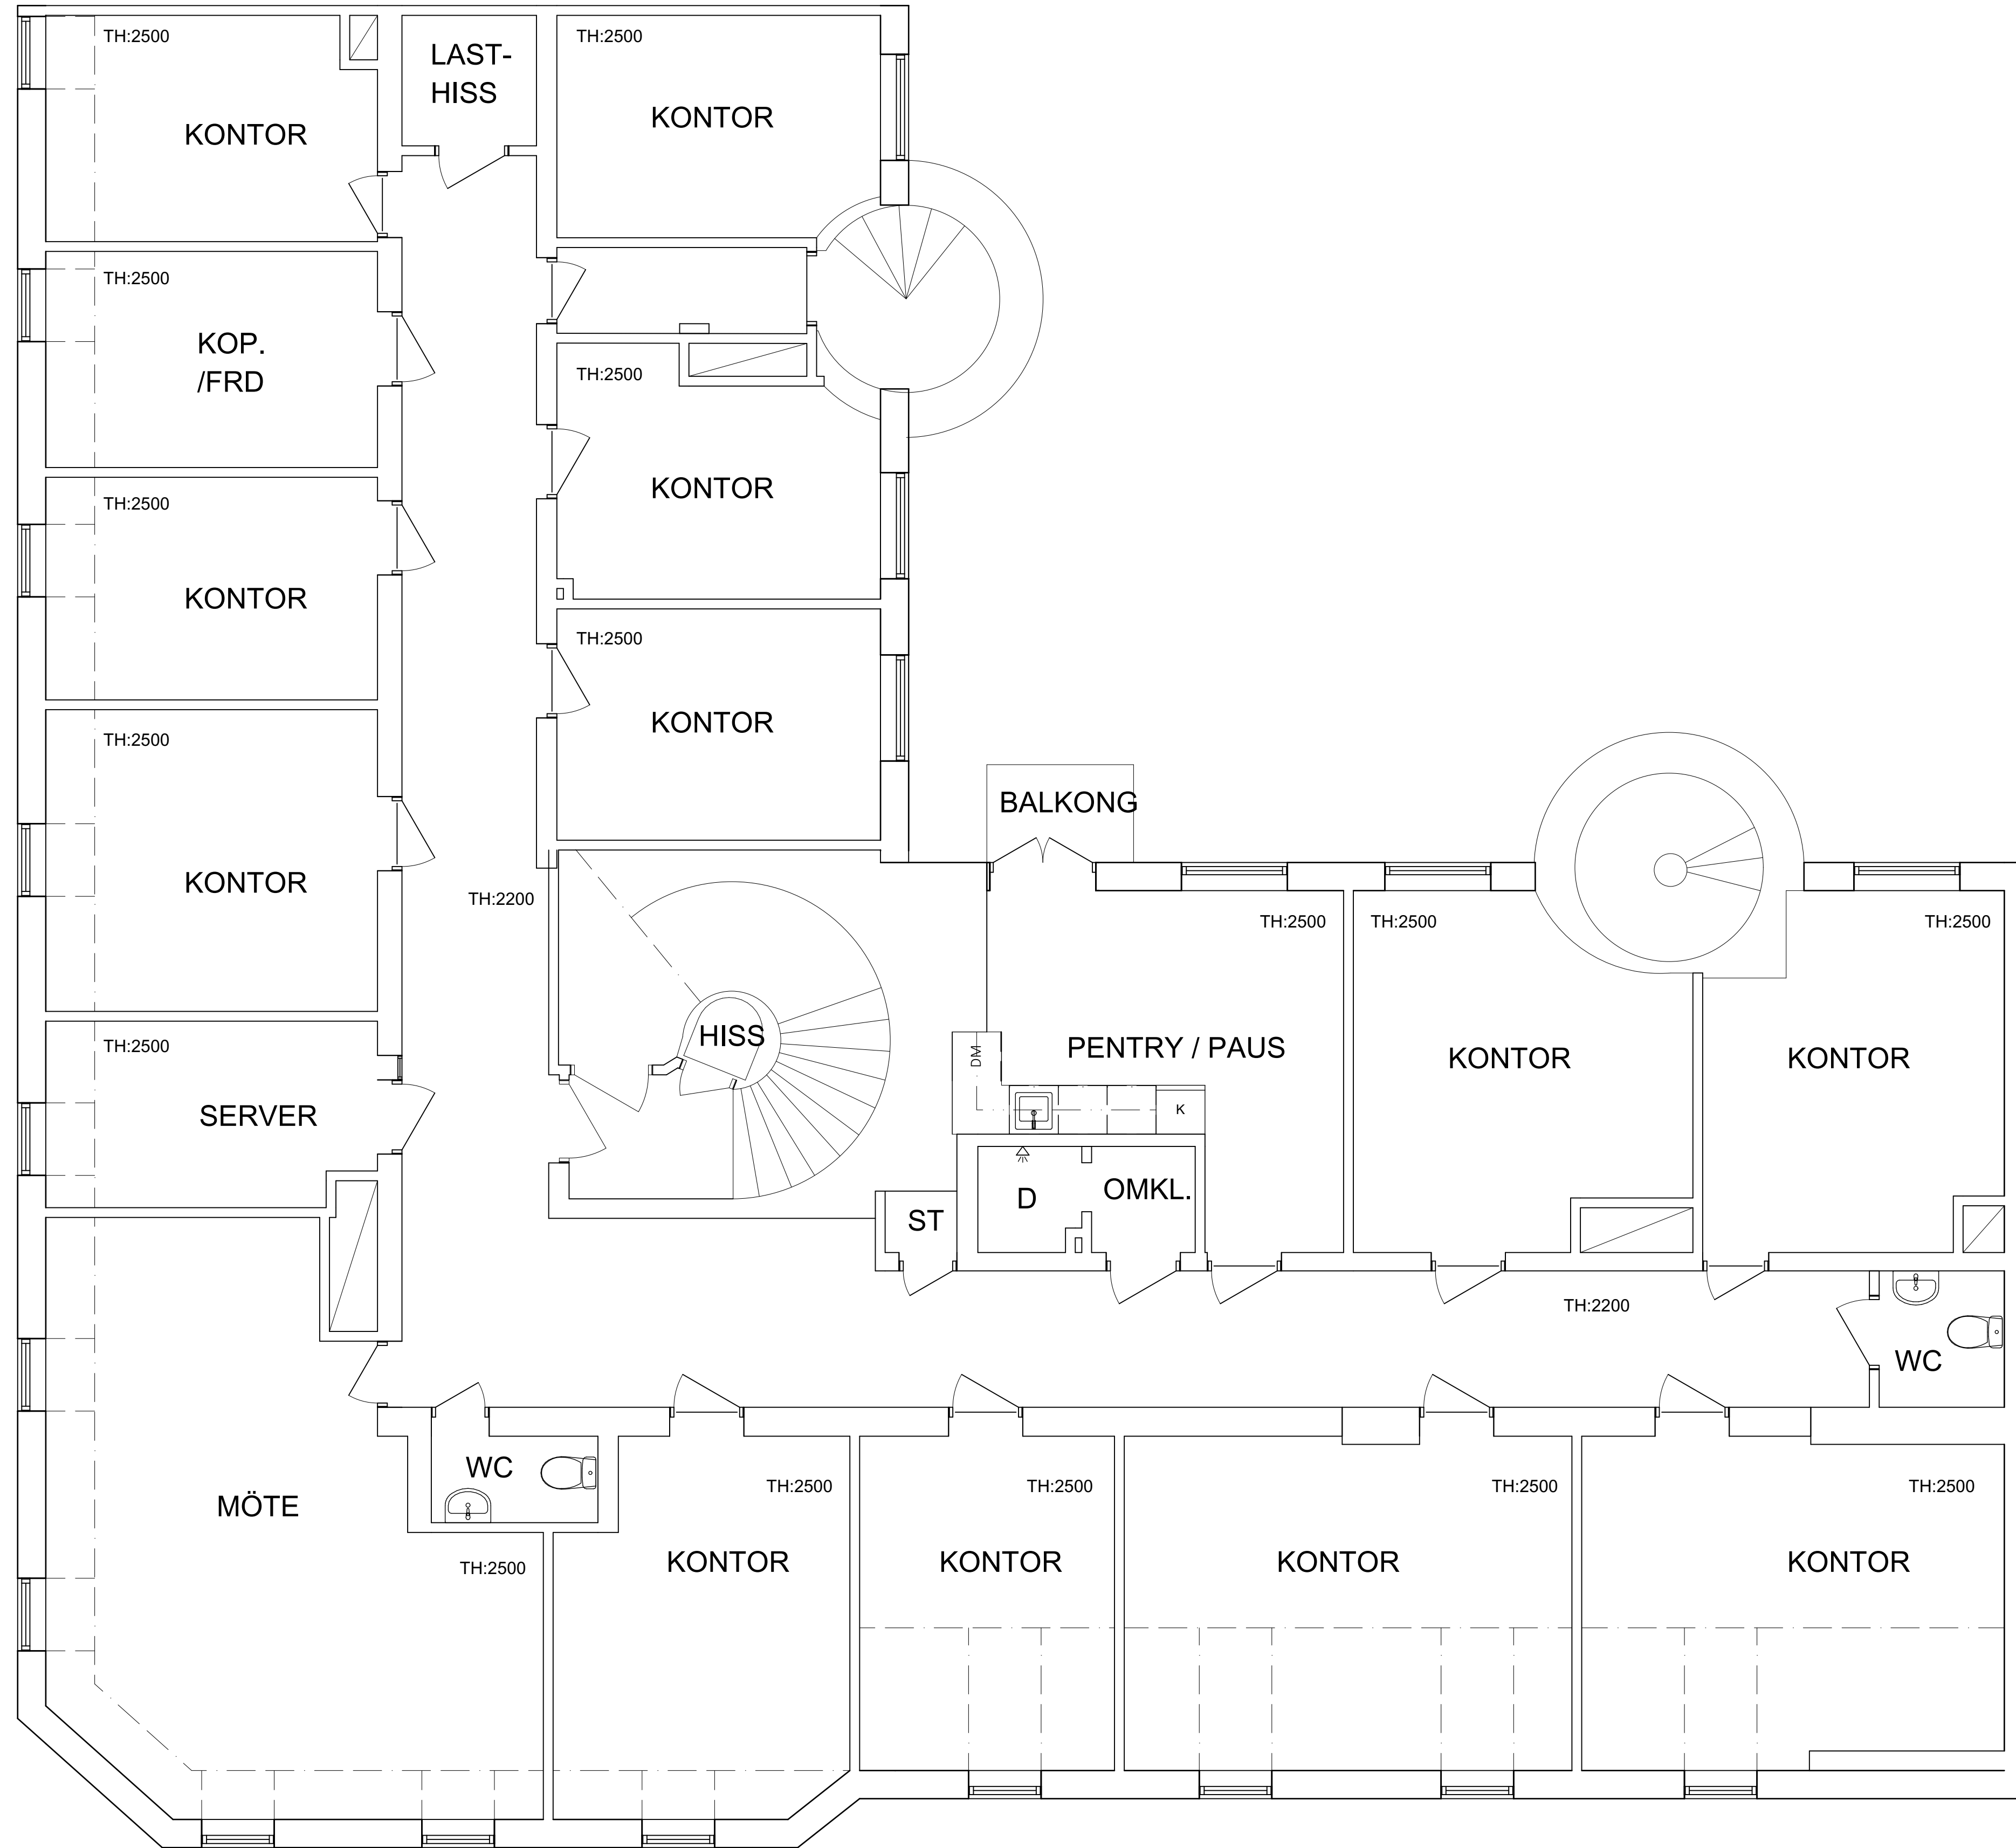 TH:2500
LAST-
HISS
TH:2500
KONTOR
KONTOR
TH:2500
KOP.
/FRD
TH:2500
KONTOR
TH:2500
KONTOR
TH:2500
KONTOR
TH:2500
KONTOR
BALKONG
TH:2200
TH:2500
TH:2500
TH:2500
HISS
DM
PENTRY / PAUS
KONTOR
KONTOR
TH:2500
SERVER
K
D
OMKL.
ST
TH:2200
WC
WC
TH:2500
TH:2500
TH:2500
TH:2500
MÖTE
TH:2500
KONTOR
KONTOR
KONTOR
KONTOR